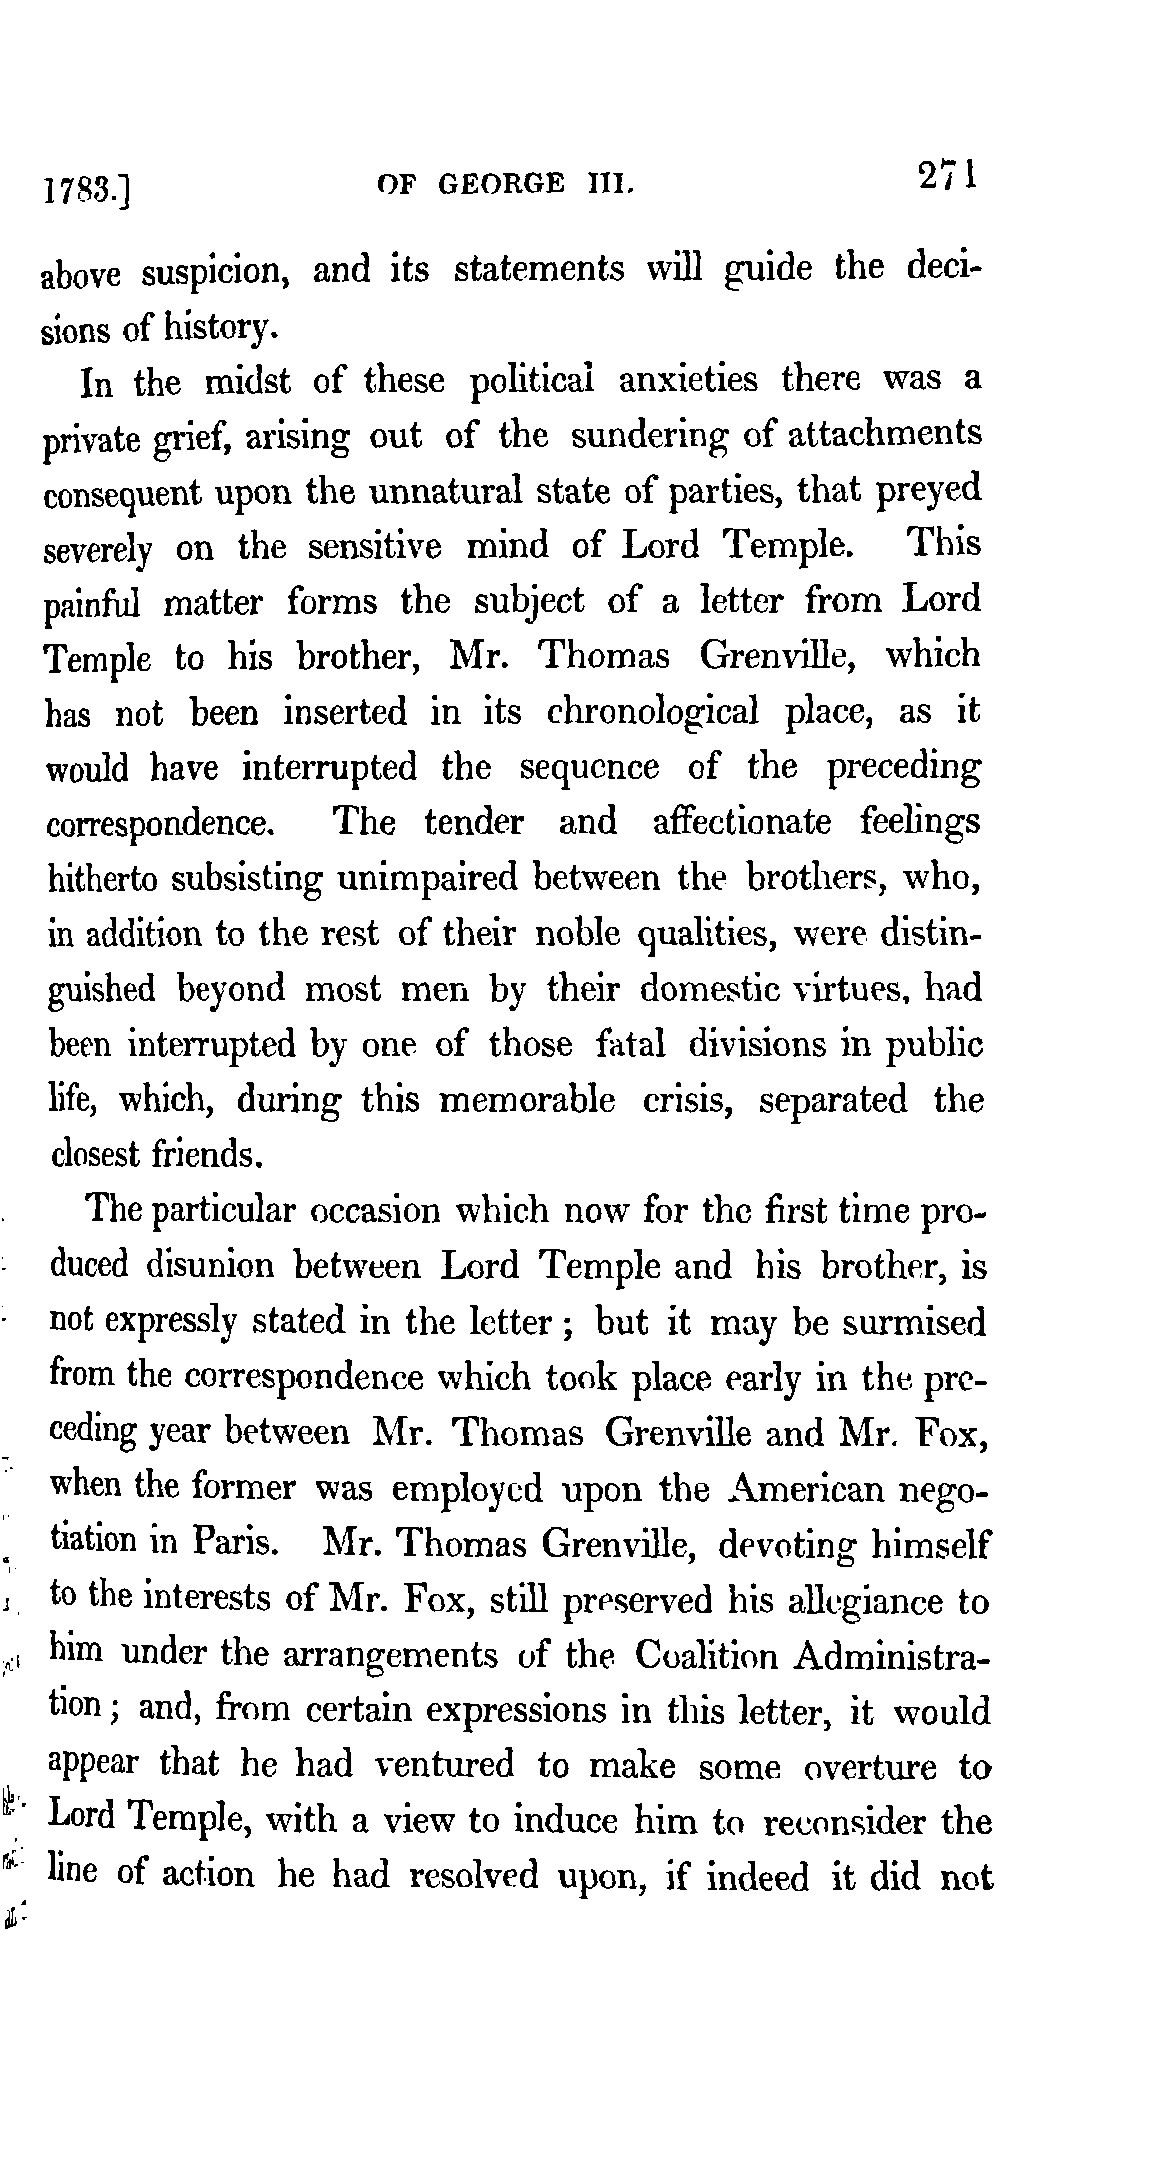 1783.] OF GEORGE III. 271
above suspicion, and its statements will guide the deci-
sions of history.
In the midst of these political anxieties there was a
private grief, arising out of the sundering of attachments
consequent upon the unnatural state of parties, that preyed
severely on the sensitive mind of Lord Temple. This
painful matter forms the subject of a letter from Lord
Temple to his brother, Mr. Thomas Grenville, which
has not been inserted in its chronological place, as it
would have interrupted the sequence of the preceding
correspondence. The tender and affectionate feelings
hitherto subsisting unimpaired between the brothers, who,
in addition to the rest of their noble qualities, were distin-
guished beyond most men by their domestic virtues, had
been interrupted by one of those fatal divisions in public
life, which, during this memorable crisis, separated the
closest friends.
The particular occasion which now for the first time pro-
duced disunion between Lord Temple and his brother, is
not expressly stated in the letter ; but it may be surmised
from the correspondence which took place early in the pre-
ceding year between Mr. Thomas Grenville and Mr. Fox,
when the former was employed upon the American nego-
tiation in Paris. Mr. Thomas Grenville, devoting himself
to the interests of Mr. Fox, still preserved his allegiance to
him under the arrangements of the Coalition Administra-
tion ; and, from certain expressions in this letter, it would
appear that he had ventured to make some overture to
Lord Temple, with a view to induce him to reconsider the
line of action he had resolved upon, if indeed it did not